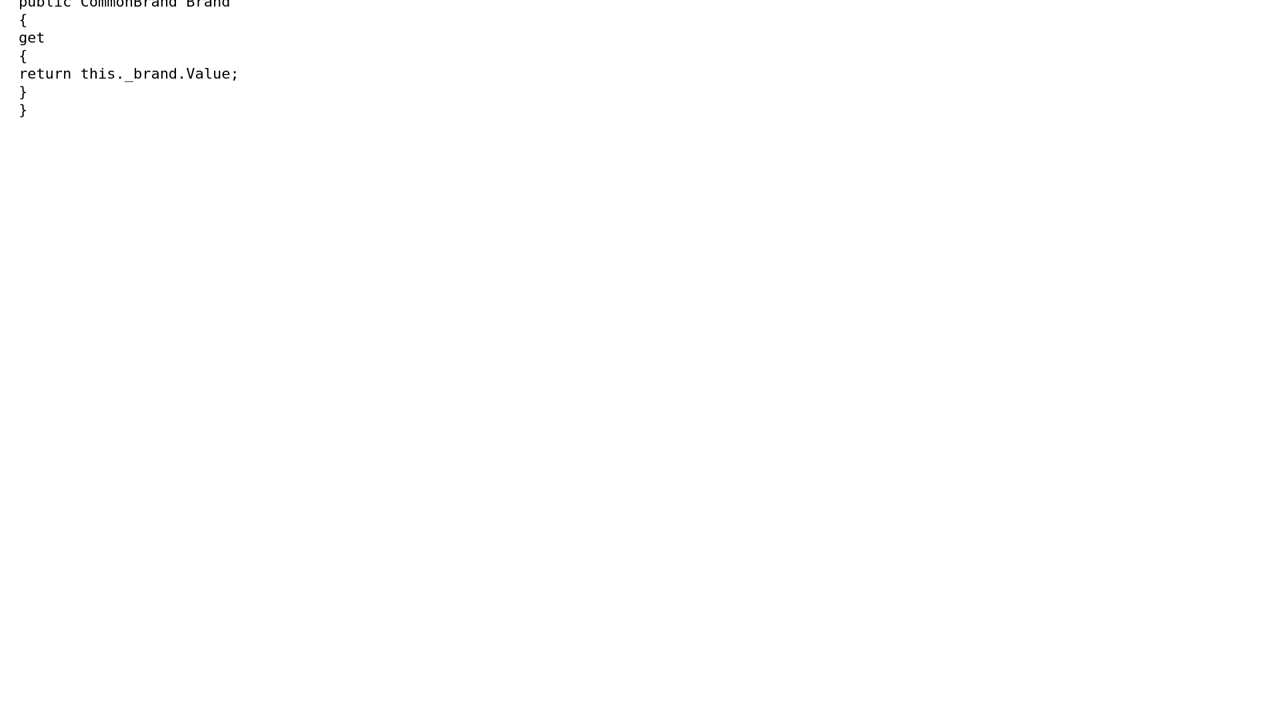 public CommonBrand Brand
{
get
{
return this._brand.Value;
}
}